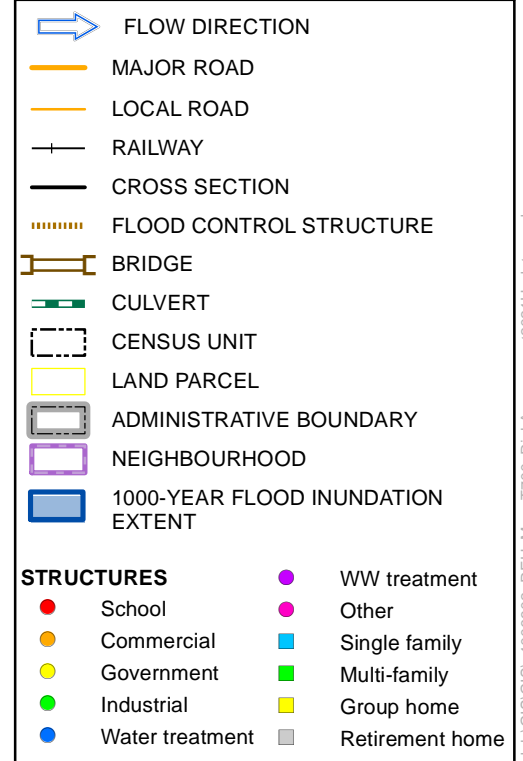 FLOW DIRECTION
MAJOR ROAD
LOCAL ROAD
RAILWAY
CROSS SECTION
FLOOD CONTROL STRUCTURE
BRIDGE
CULVERT
CENSUS UNIT
LAND PARCEL
ADMINISTRATIVE BOUNDARY
NEIGHBOURHOOD
1000-YEAR FLOOD INUNDATION
EXTENT
STRUCTURES
School
Commercial
Government
Industrial
Water treatment
WW treatment
Other
Single family
Multi-family
Group home
Retirement home